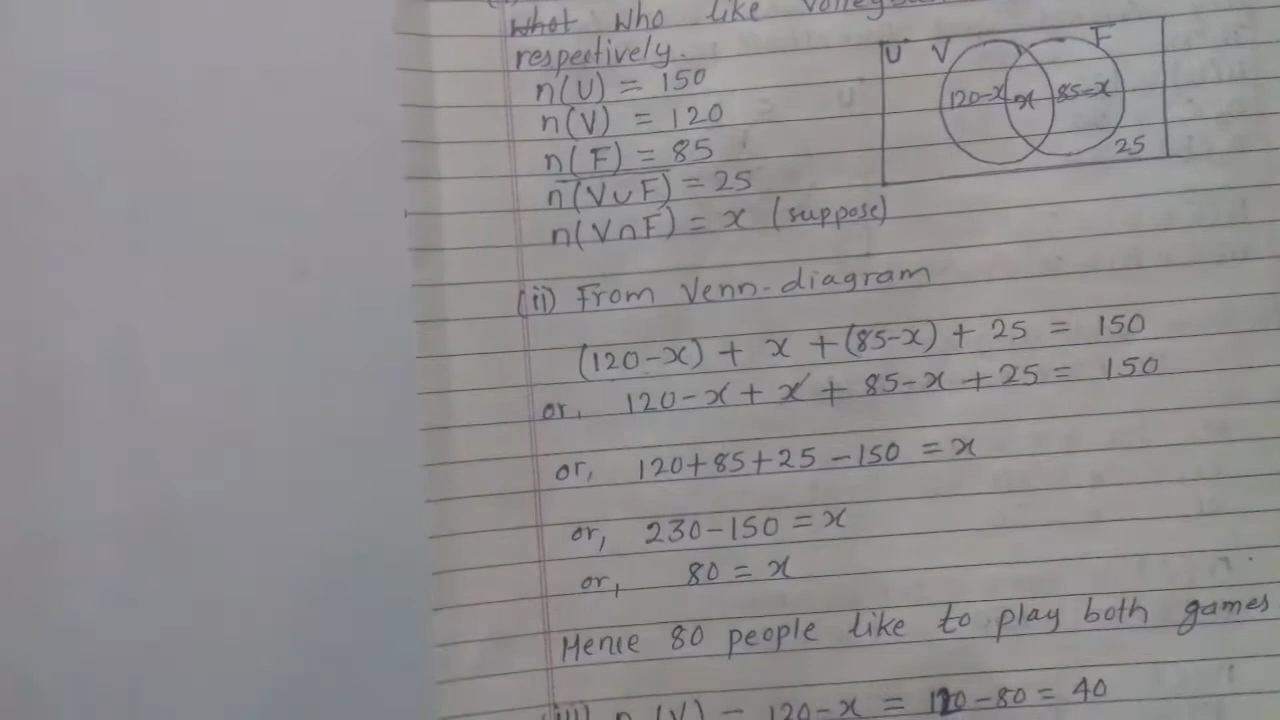 who like
respectively.
n(U) = 150
n(V) = 120
n(F) = 85
n(V∪F) = 25
n(V∩F) = x (suppose)
U V F
120-x x 85-x
25
(ii) From Venn-diagram
(120-x) + x + (85-x) + 25 = 150
or, 120-x + x + 85-x + 25 = 150
or, 120+85+25-150 = x
or, 230-150 = x
or, 80 = x
Hence 80 people like to play both games
(iii) n (V) = 120-x = 120-80 = 40